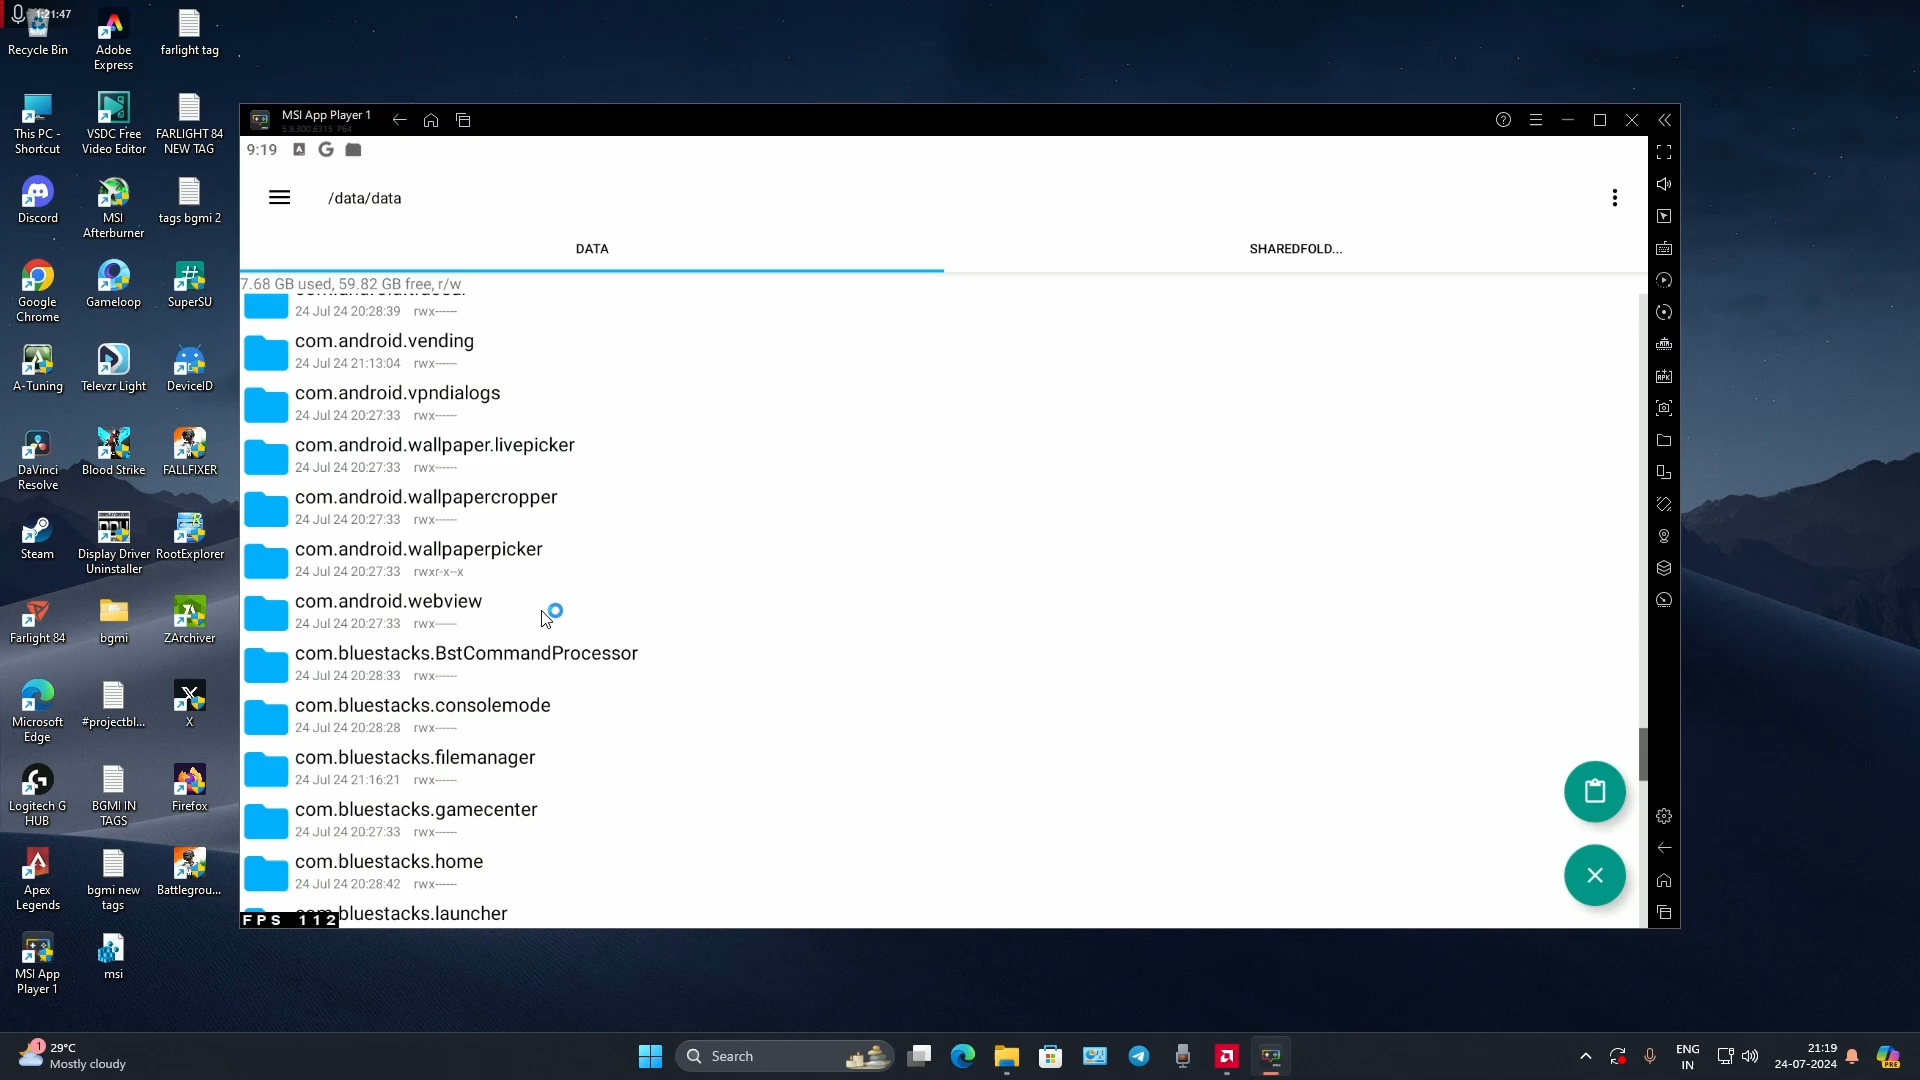 1:21:47
Recycle Bin
Adobe
Express
farlight tag
This PC -
Shortcut
VSDC Free
Video Editor
FARLIGHT 84
NEW TAG
Discord
MSI
Afterburner
tags bgmi 2
Google
Chrome
Gameloop
SuperSU
A-Tuning
Televzr Light
DeviceID
DaVinci
Resolve
Blood Strike
FALLFIXER
Steam
Display Driver
Uninstaller
RootExplorer
Farlight 84
bgmi
ZArchiver
Microsoft
Edge
#projectbl...
X
Logitech G
HUB
BGMI IN
TAGS
Firefox
Apex
Legends
bgmi new
tags
Battlegrou...
MSI App
Player 1
msi
MSI App Player 1
5.9.300.6315 P64
9:19
/data/data
DATA
SHAREDFOLD...
7.68 GB used, 59.82 GB free, r/w
24 Jul 24 20:28:39 rwx------
com.android.vending
24 Jul 24 21:13:04 rwx------
com.android.vpndialogs
24 Jul 24 20:27:33 rwx------
com.android.wallpaper.livepicker
24 Jul 24 20:27:33 rwx------
com.android.wallpapercropper
24 Jul 24 20:27:33 rwx------
com.android.wallpaperpicker
24 Jul 24 20:27:33 rwxr-x--x
com.android.webview
24 Jul 24 20:27:33 rwx------
com.bluestacks.BstCommandProcessor
24 Jul 24 20:28:33 rwx------
com.bluestacks.consolemode
24 Jul 24 20:28:28 rwx------
com.bluestacks.filemanager
24 Jul 24 21:16:21 rwx------
com.bluestacks.gamecenter
24 Jul 24 20:27:33 rwx------
com.bluestacks.home
24 Jul 24 20:28:42 rwx------
com.bluestacks.launcher
FPS 112
29°C
Mostly cloudy
Search
ENG
IN
21:19
24-07-2024